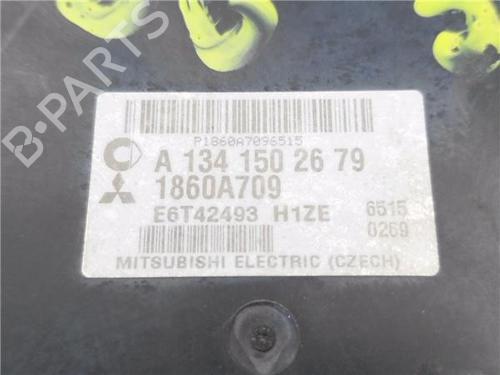 P1860A7096515
A 134 150 26 79
1860A709
E6T42493 H1ZE 6515
0269
MITSUBISHI ELECTRIC (CZECH)
B-PARTS